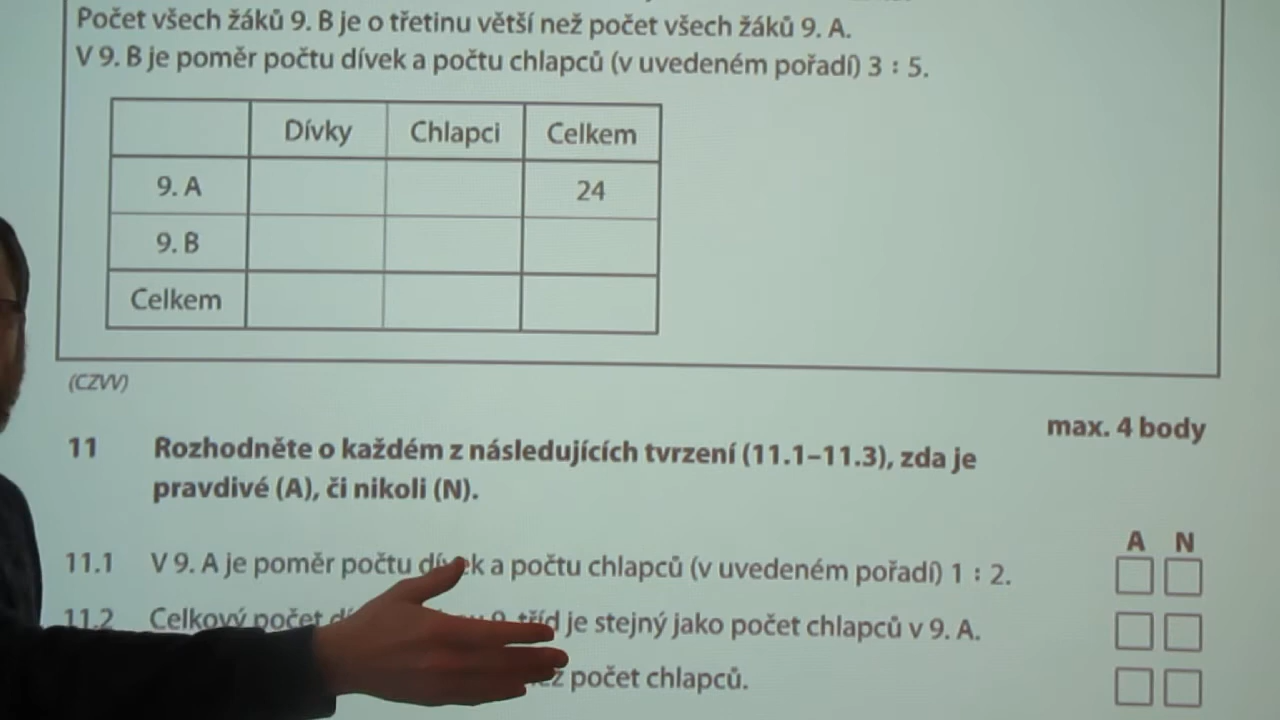 Počet všech žáků 9. B je o třetinu větší než počet všech žáků 9. A.
V 9. B je poměr počtu dívek a počtu chlapců (v uvedeném pořadí) 3 : 5.
Dívky Chlapci Celkem
9. A 24
9. B
Celkem
(CZVV)
max. 4 body
11 Rozhodněte o každém z následujících tvrzení (11.1–11.3), zda je
pravdivé (A), či nikoli (N).
A N
11.1 V 9. A je poměr počtu dívek a počtu chlapců (v uvedeném pořadí) 1 : 2.
11.2 Celkový počet 9. tříd je stejný jako počet chlapců v 9. A.
počet chlapců.